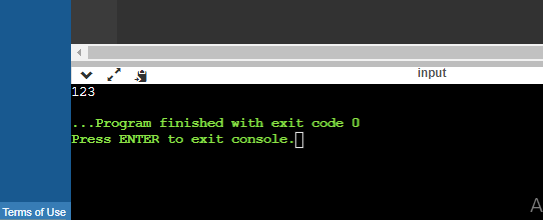 input
123
...Program finished with exit code 0
Press ENTER to exit console.
Terms of Use
A